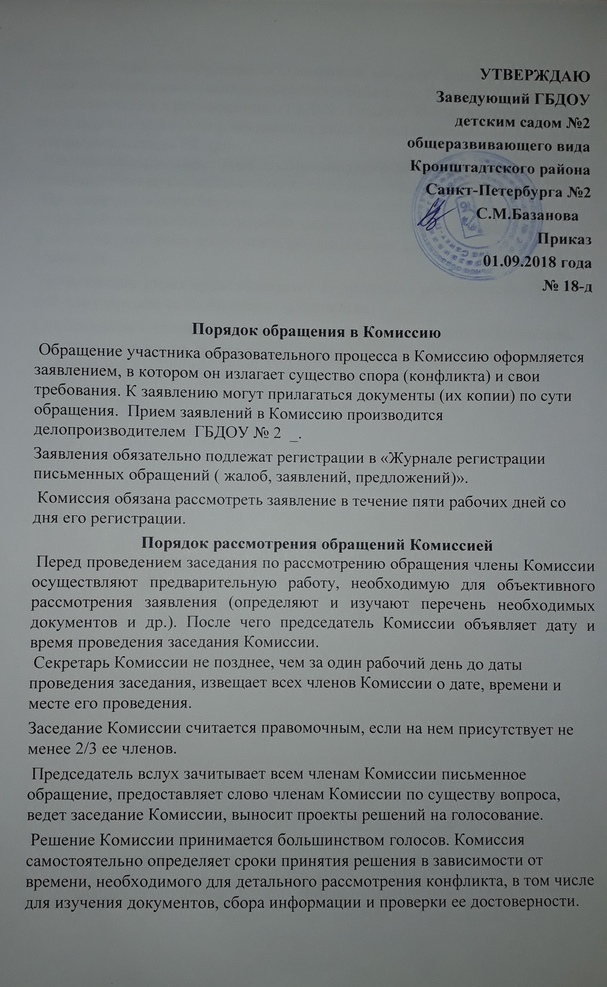 УТВЕРЖДАЮ
Заведующий ГБДОУ
детским садом №2
общеразвивающего вида
Кронштадтского района
Санкт-Петербурга №2
С.М.Базанова
Приказ
01.09.2018 года
№ 18-д
Порядок обращения в Комиссию
Обращение участника образовательного процесса в Комиссию оформляется
заявлением, в котором он излагает существо спора (конфликта) и свои
требования. К заявлению могут прилагаться документы (их копии) по сути
обращения. Прием заявлений в Комиссию производится
делопроизводителем ГБДОУ № 2 _.
Заявления обязательно подлежат регистрации в «Журнале регистрации
письменных обращений ( жалоб, заявлений, предложений)».
Комиссия обязана рассмотреть заявление в течение пяти рабочих дней со
дня его регистрации.
Порядок рассмотрения обращений Комиссией
Перед проведением заседания по рассмотрению обращения члены Комиссии
осуществляют предварительную работу, необходимую для объективного
рассмотрения заявления (определяют и изучают перечень необходимых
документов и др.). После чего председатель Комиссии объявляет дату и
время проведения заседания Комиссии.
Секретарь Комиссии не позднее, чем за один рабочий день до даты
проведения заседания, извещает всех членов Комиссии о дате, времени и
месте его проведения.
Заседание Комиссии считается правомочным, если на нем присутствует не
менее 2/3 ее членов.
Председатель вслух зачитывает всем членам Комиссии письменное
обращение, предоставляет слово членам Комиссии по существу вопроса,
ведет заседание Комиссии, выносит проекты решений на голосование.
Решение Комиссии принимается большинством голосов. Комиссия
самостоятельно определяет сроки принятия решения в зависимости от
времени, необходимого для детального рассмотрения конфликта, в том числе
для изучения документов, сбора информации и проверки ее достоверности.